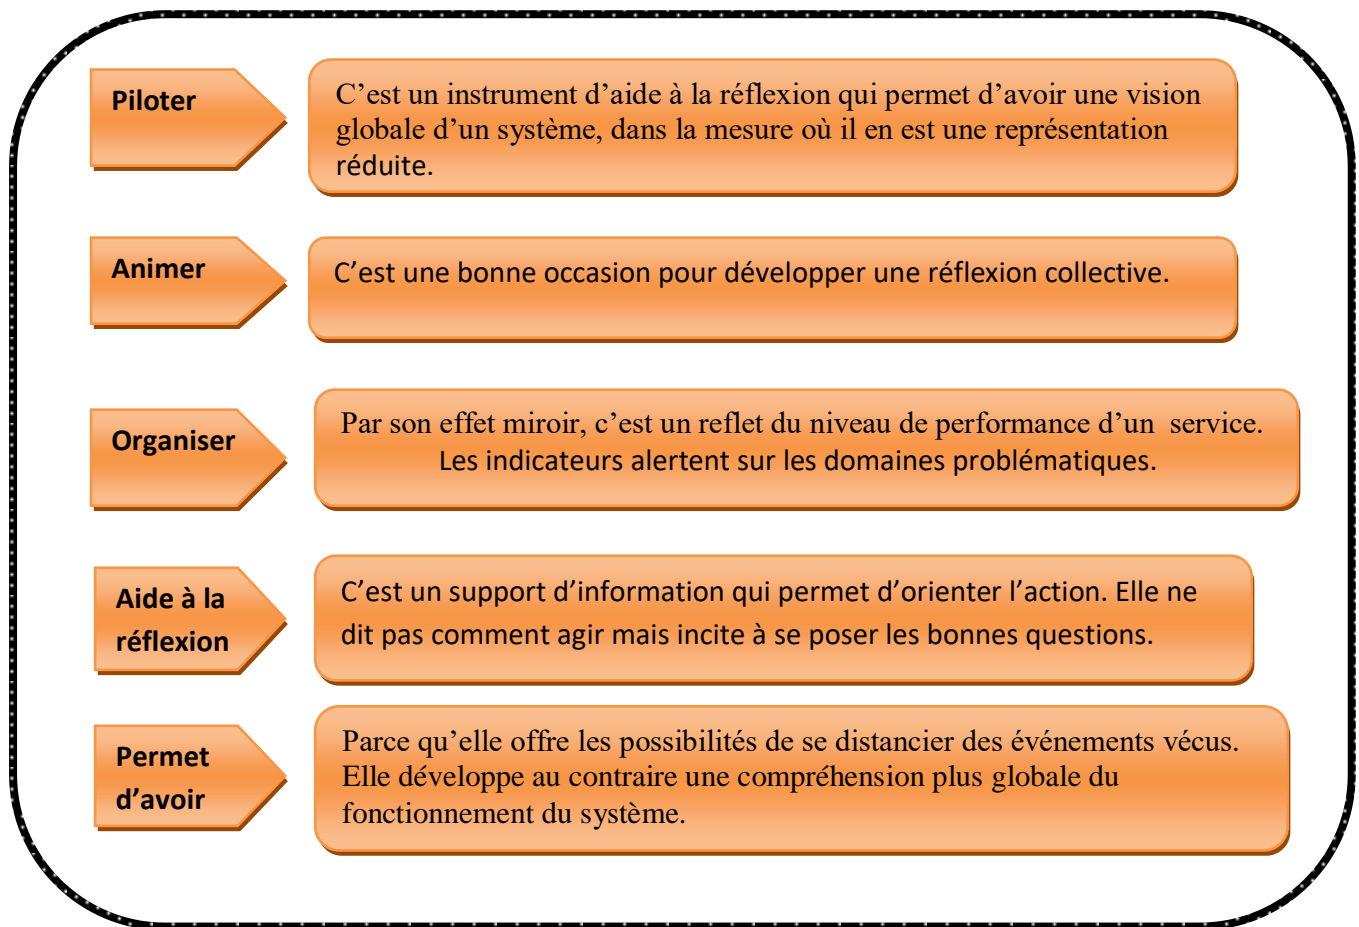 Piloter
C’est un instrument d’aide à la réflexion qui permet d’avoir une vision
globale d’un système, dans la mesure où il en est une représentation
réduite.
Animer
C’est une bonne occasion pour développer une réflexion collective.
Organiser
Par son effet miroir, c’est un reflet du niveau de performance d’un  service.
Les indicateurs alertent sur les domaines problématiques.
Aide à la
réflexion
C’est un support d’information qui permet d’orienter l’action. Elle ne
dit pas comment agir mais incite à se poser les bonnes questions.
Permet
d’avoir
Parce qu’elle offre les possibilités de se distancier des événements vécus.
Elle développe au contraire une compréhension plus globale du
fonctionnement du système.